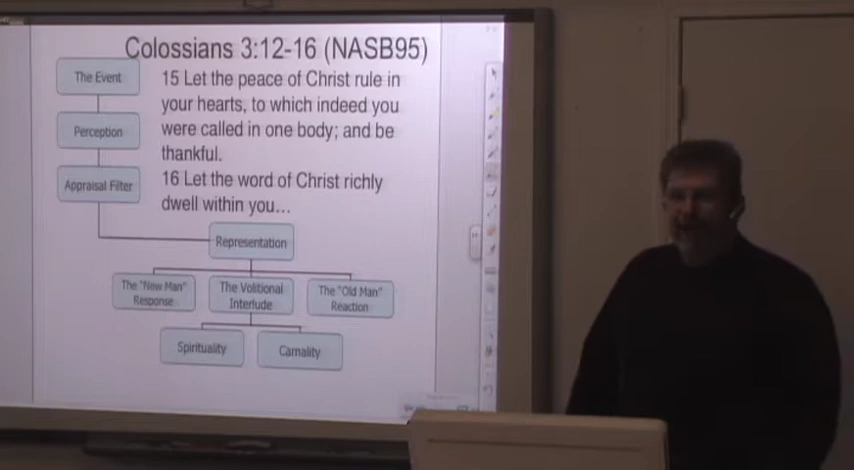 Colossians 3:12-16 (NASB95)
The Event
15 Let the peace of Christ rule in
your hearts, to which indeed you
Perception
were called in one body; and be
thankful.
Appraisal Filter
16 Let the word of Christ richly
dwell within you...
Representation
The "New Man"
Response
The Volitional
Interlude
The "Old Man"
Reaction
Spirituality
Carnality